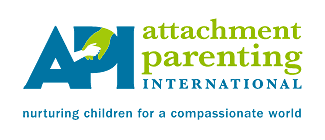 API attachment
parenting
INTERNATIONAL
nurturing children for a compassionate world